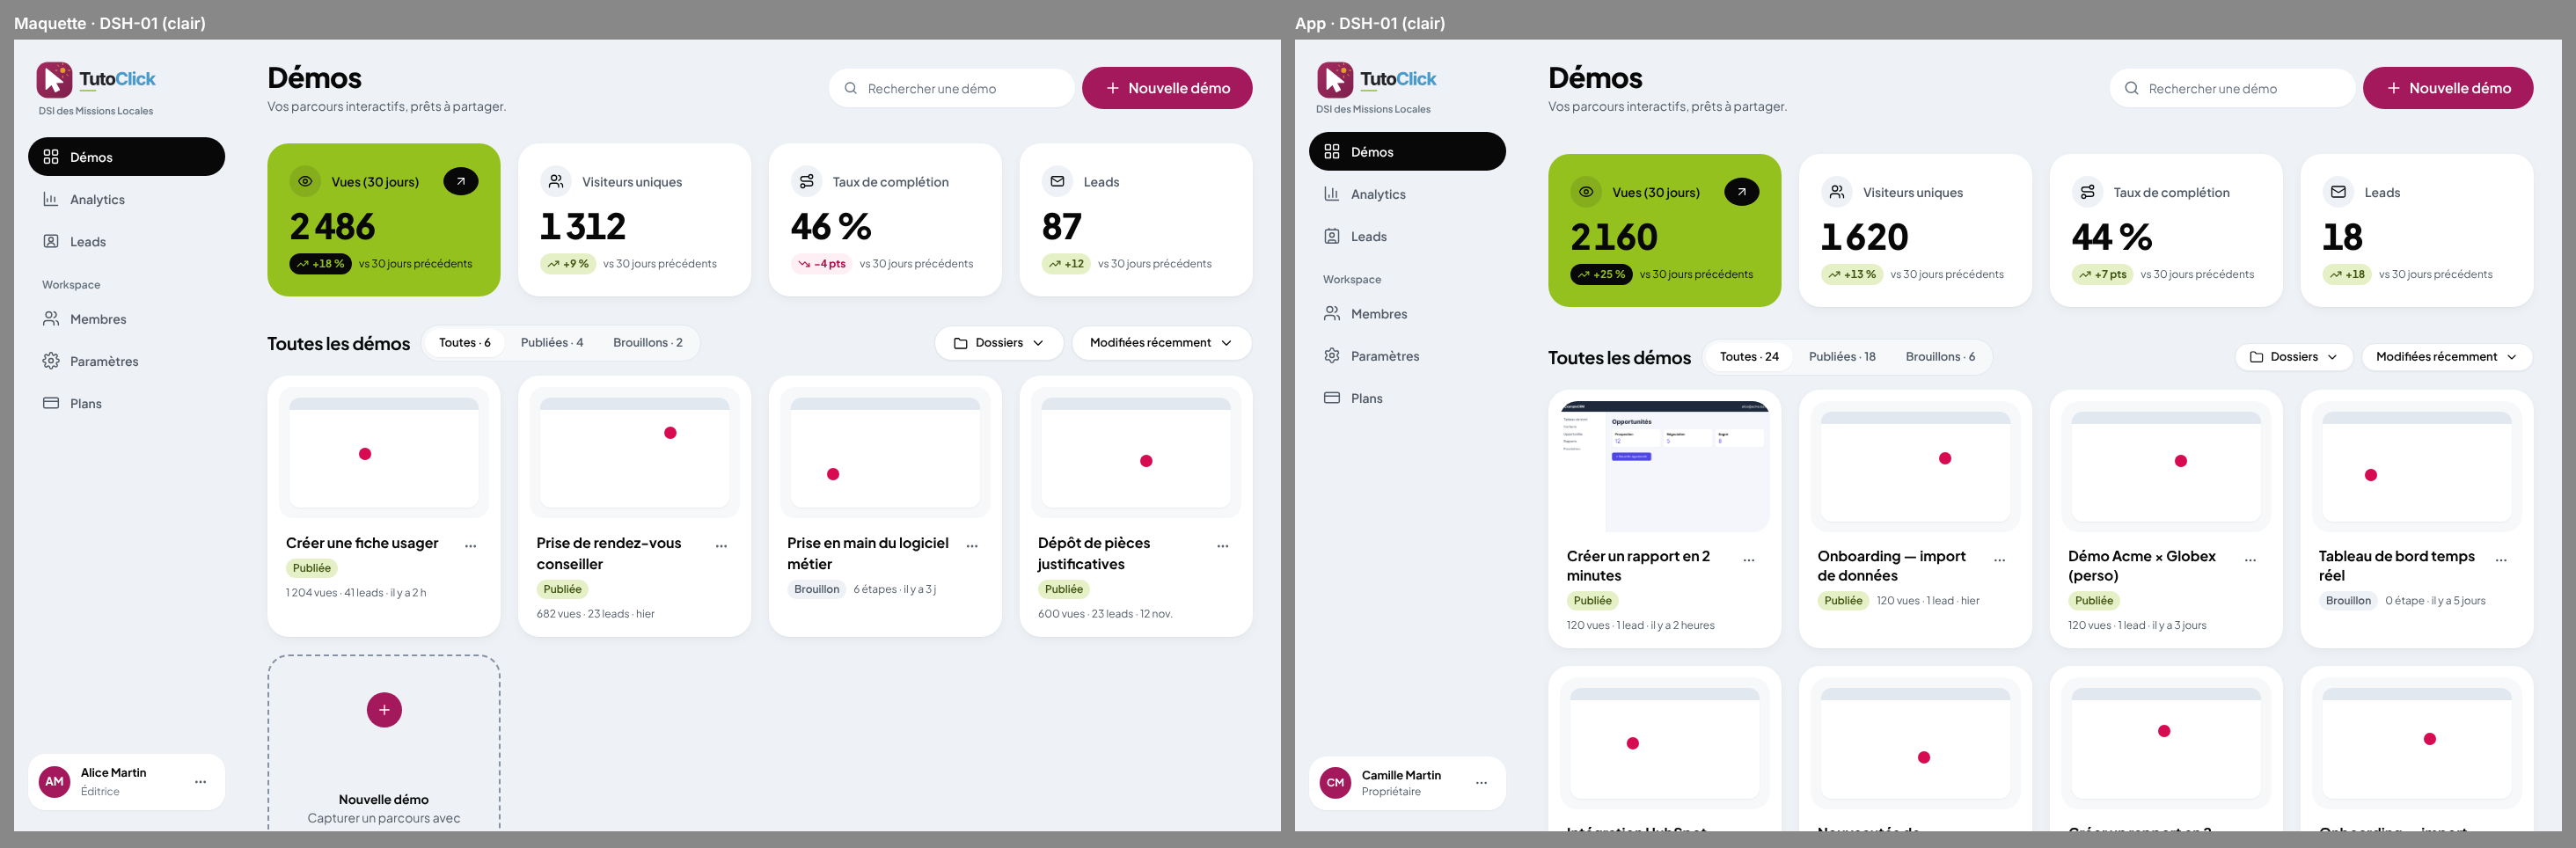 Maquette · DSH-01 (clair)
TutoClick
DSI des Missions Locales
Démos
Analytics
Leads
Workspace
Membres
Paramètres
Plans
AM
Alice Martin
Éditrice
Démos
Vos parcours interactifs, prêts à partager.
Rechercher une démo
Nouvelle démo
Vues (30 jours)
2 486
+18 % vs 30 jours précédents
Visiteurs uniques
1 312
+9 % vs 30 jours précédents
Taux de complétion
46 %
-4 pts vs 30 jours précédents
Leads
87
+12 vs 30 jours précédents
Toutes les démos
Toutes · 6 Publiées · 4 Brouillons · 2
Dossiers
Modifiées récemment
Créer une fiche usager
Publiée
1 204 vues · 41 leads · il y a 2 h
Prise de rendez-vous
conseiller
Publiée
682 vues · 23 leads · hier
Prise en main du logiciel
métier
Brouillon 6 étapes · il y a 3 j
Dépôt de pièces
justificatives
Publiée
600 vues · 23 leads · 12 nov.
Nouvelle démo
Capturer un parcours avec
App · DSH-01 (clair)
TutoClick
DSI des Missions Locales
Démos
Analytics
Leads
Workspace
Membres
Paramètres
Plans
CM
Camille Martin
Propriétaire
Démos
Vos parcours interactifs, prêts à partager.
Rechercher une démo
Nouvelle démo
Vues (30 jours)
2 160
+25 % vs 30 jours précédents
Visiteurs uniques
1 620
+13 % vs 30 jours précédents
Taux de complétion
44 %
+7 pts vs 30 jours précédents
Leads
18
+18 vs 30 jours précédents
Toutes les démos
Toutes · 24 Publiées · 18 Brouillons · 6
Dossiers
Modifiées récemment
Opportunités
12
5
8
Créer un rapport en 2
minutes
Publiée
120 vues · 1 lead · il y a 2 heures
Onboarding — import
de données
Publiée 120 vues · 1 lead · hier
Démo Acme × Globex
(perso)
Publiée
120 vues · 1 lead · il y a 3 jours
Tableau de bord temps
réel
Brouillon 0 étape · il y a 5 jours